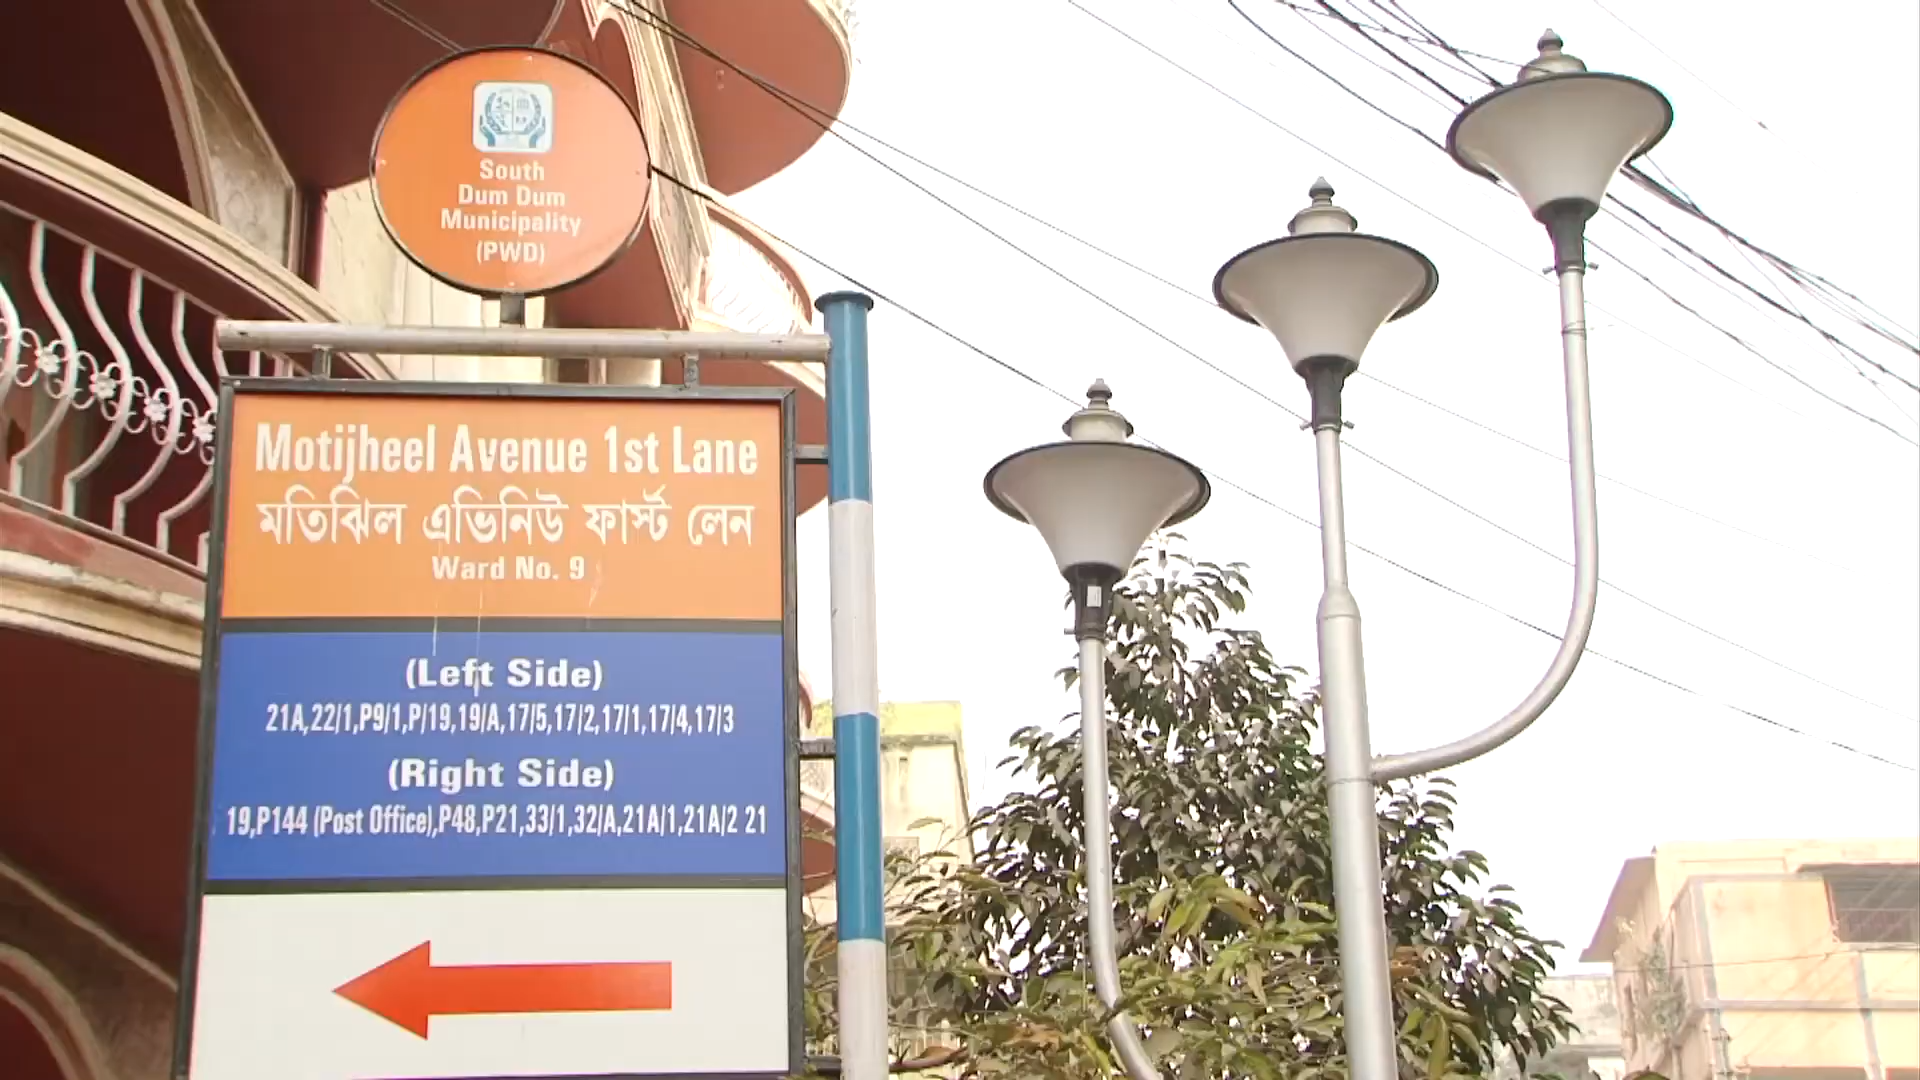 South
Dum Dum
Municipality
(PWD)
Motijheel Avenue 1st Lane
মতিঝিল এভিনিউ ফার্স্ট লেন
Ward No. 9
(Left Side)
21A,22/1,P9/1,P/19,19/A,17/5,17/2,17/1,17/4,17/3
(Right Side)
19,P144 (Post Office),P48,P21,33/1,32/A,21A/1,21A/2 21